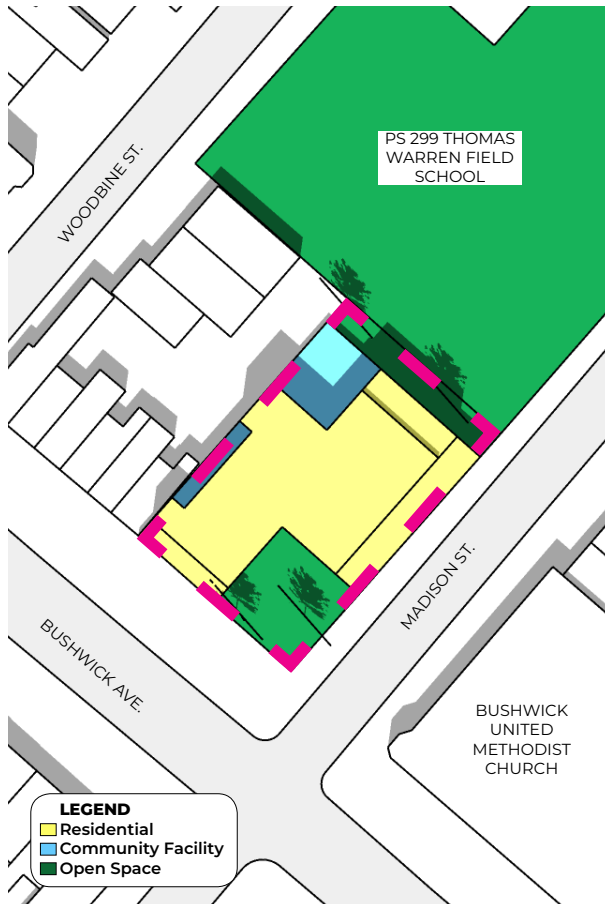 PS 299 THOMAS
WARREN FIELD
SCHOOL
WOODBINE ST.
MADISON ST.
BUSHWICK AVE.
BUSHWICK
UNITED
METHODIST
CHURCH
LEGEND
Residential
Community Facility
Open Space